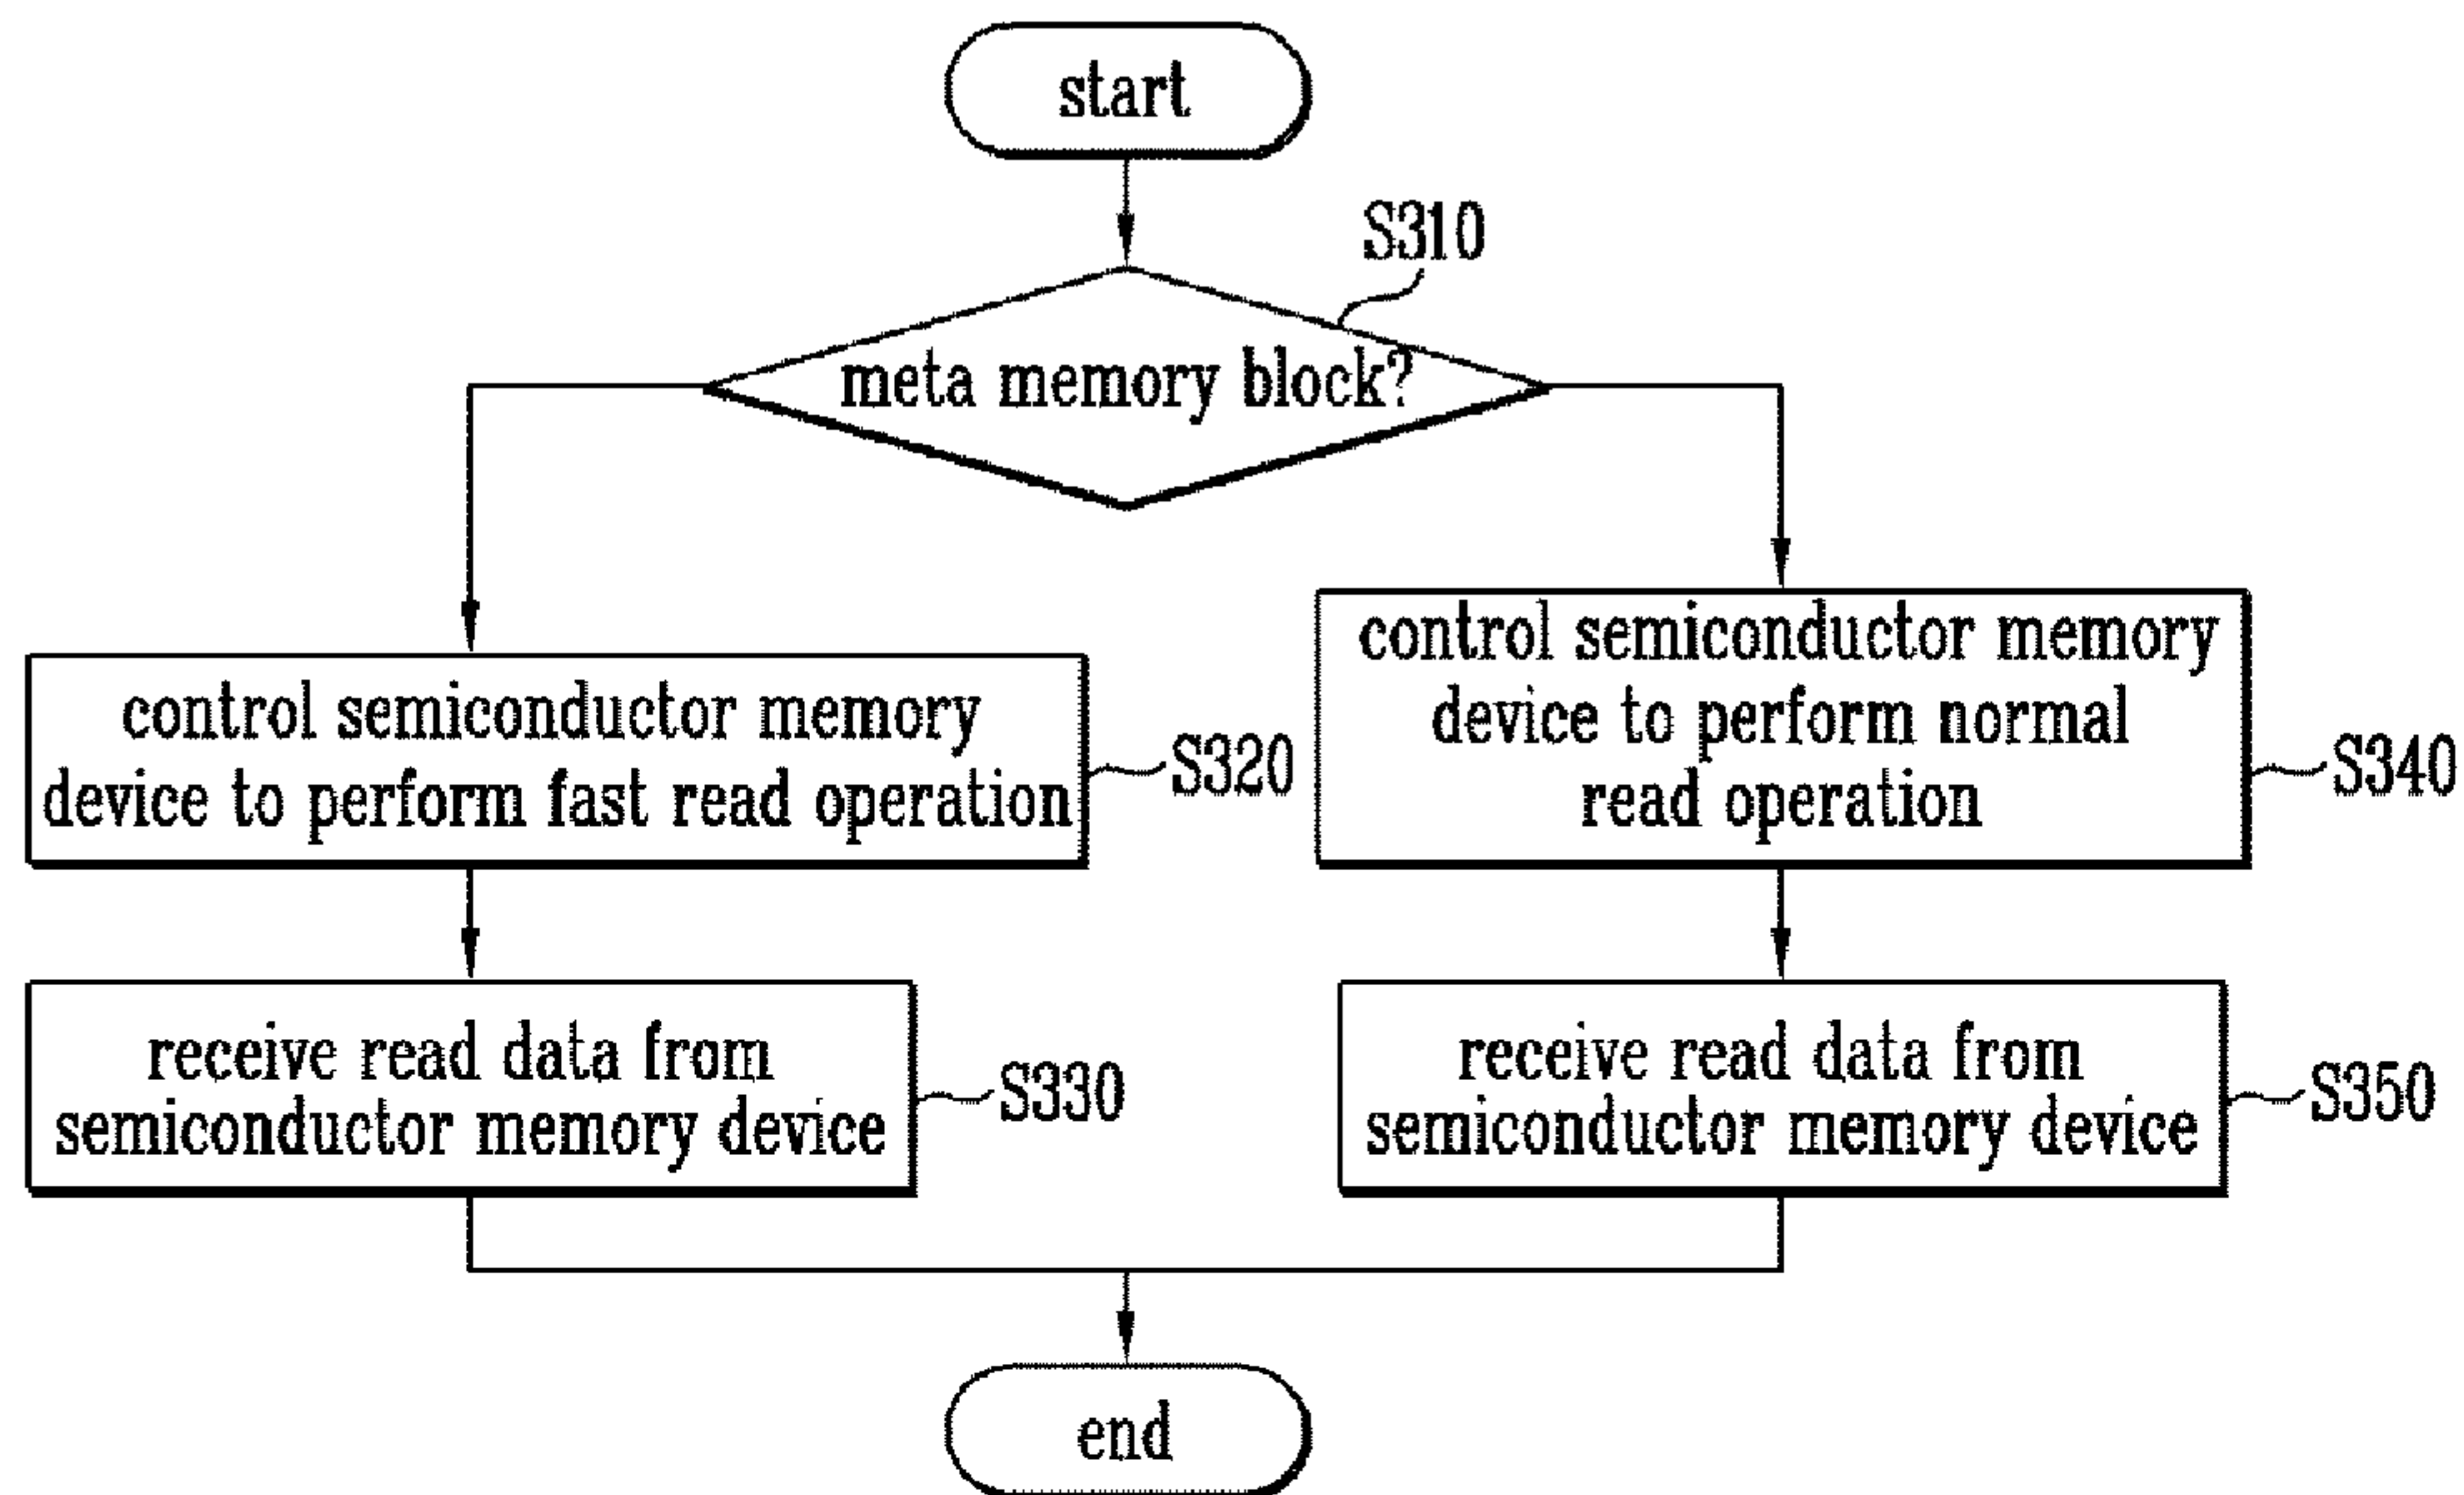 start
S310
meta memory block?
control semiconductor memory
device to perform fast read operation
S320
control semiconductor memory
device to perform normal
read operation
S340
receive read data from
semiconductor memory device
S330
receive read data from
semiconductor memory device
S350
end